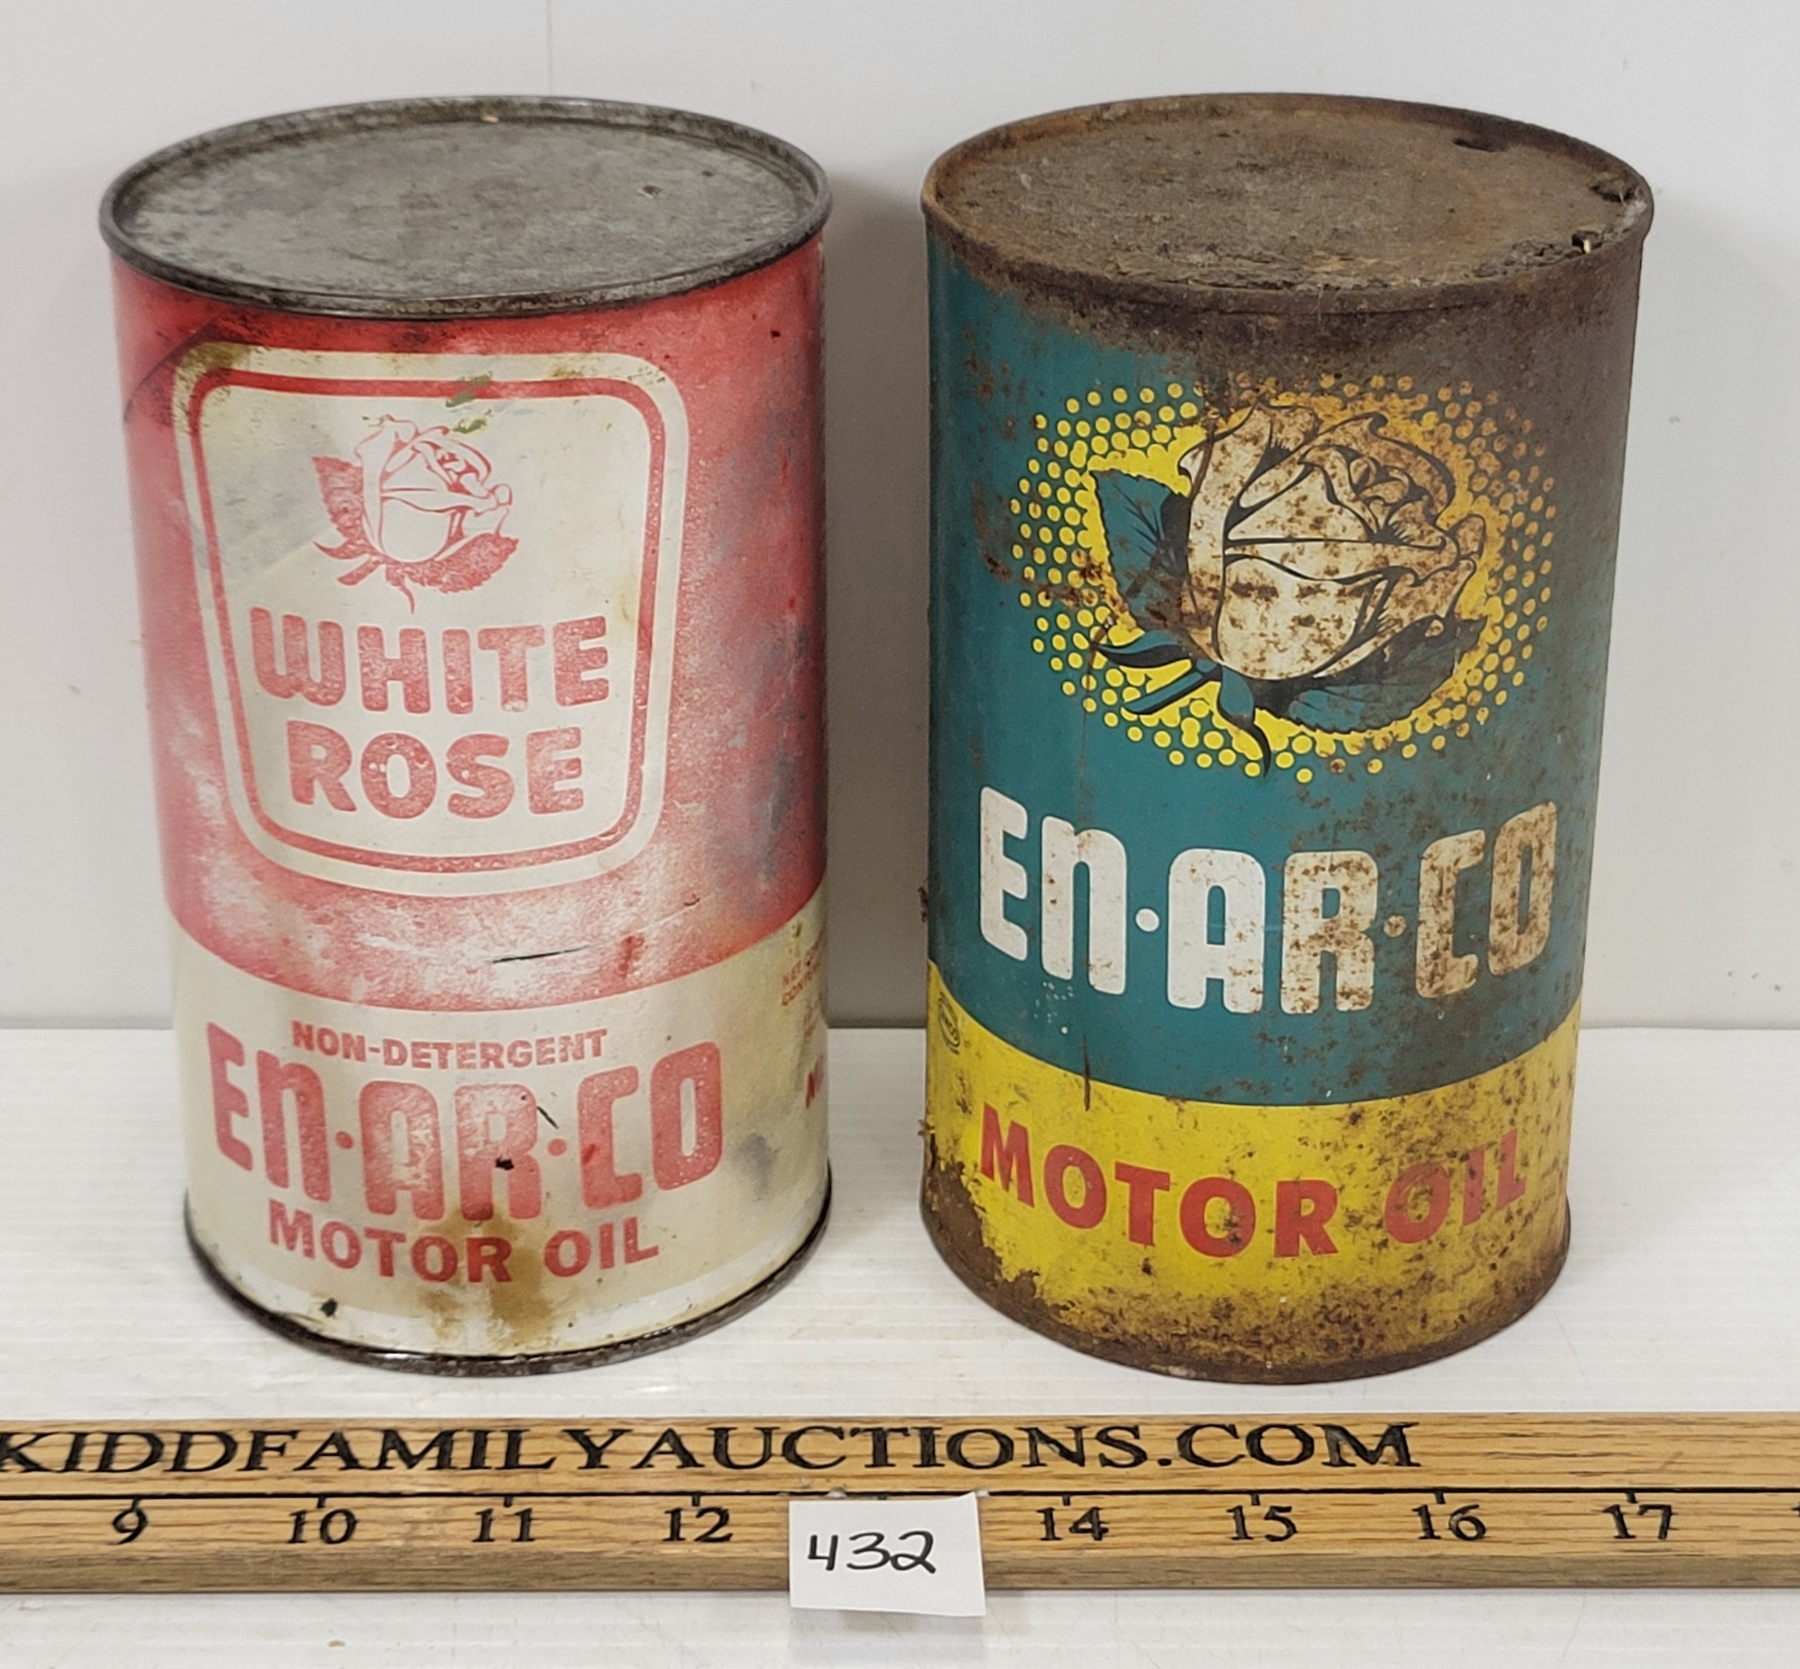 WHITE
ROSE
NON-DETERGENT
EN·AR·CO
MOTOR OIL
EN·AR·CO
MOTOR OIL
KIDDFAMILYAUCTIONS.COM
9 10 11 12 14 15 16 17
432